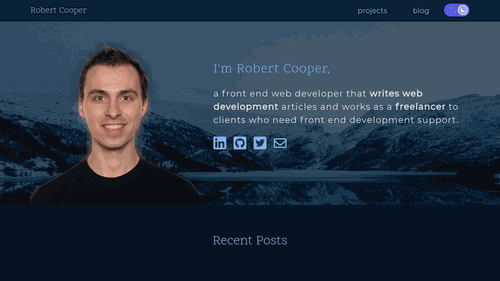 Robert Cooper
projects
blog
I'm Robert Cooper,
a front end web developer that writes web
development articles and works as a freelancer to
clients who need front end development support.
Recent Posts